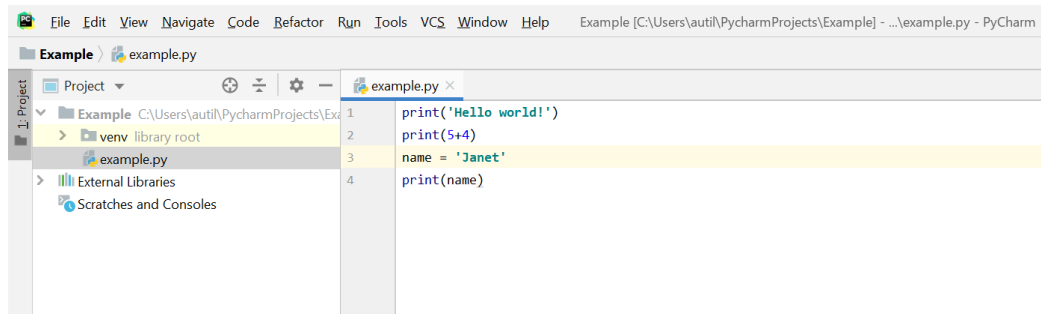 PC File Edit View Navigate Code Refactor Run Tools VCS Window Help Example [C:\Users\autil\PycharmProjects\Example] - ...\example.py - PyCharm
Example example.py
1: Project
Project
Example C:\Users\autil\PycharmProjects\Exa
venv library root
example.py
External Libraries
Scratches and Consoles
example.py
1 print('Hello world!')
2 print(5+4)
3 name = 'Janet'
4 print(name)